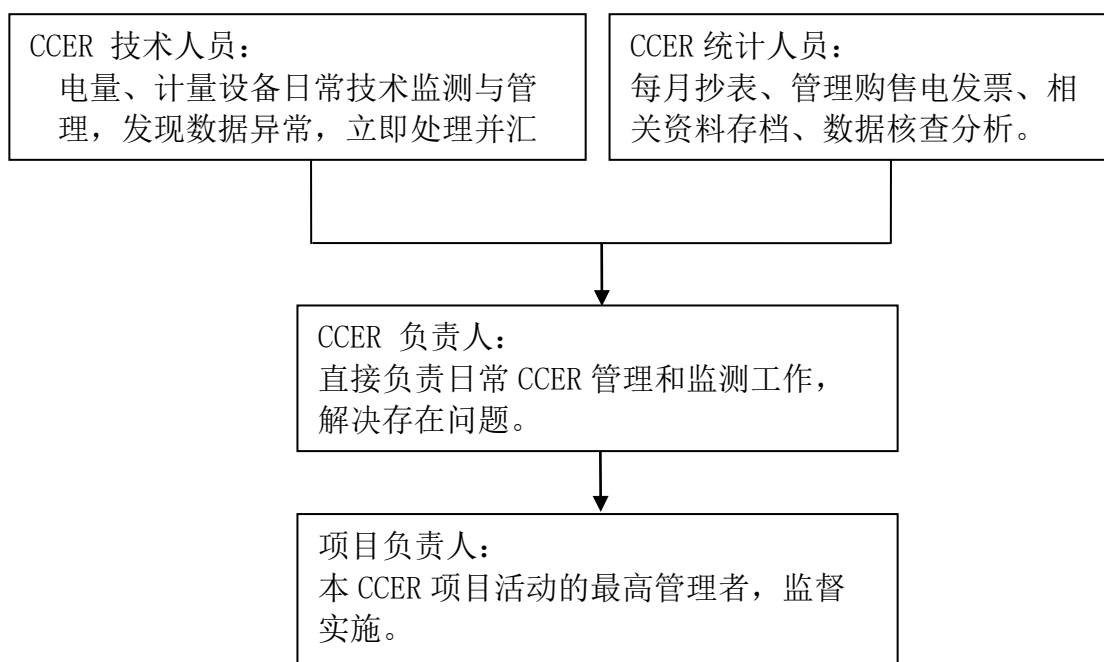 CCER 技术人员:
电量、计量设备日常技术监测与管
理，发现数据异常，立即处理并汇
CCER 统计人员:
每月抄表、管理购售电发票、相
关资料存档、数据核查分析。
CCER 负责人:
直接负责日常 CCER 管理和监测工作，
解决存在问题。
项目负责人:
本 CCER 项目活动的最高管理者，监督
实施。